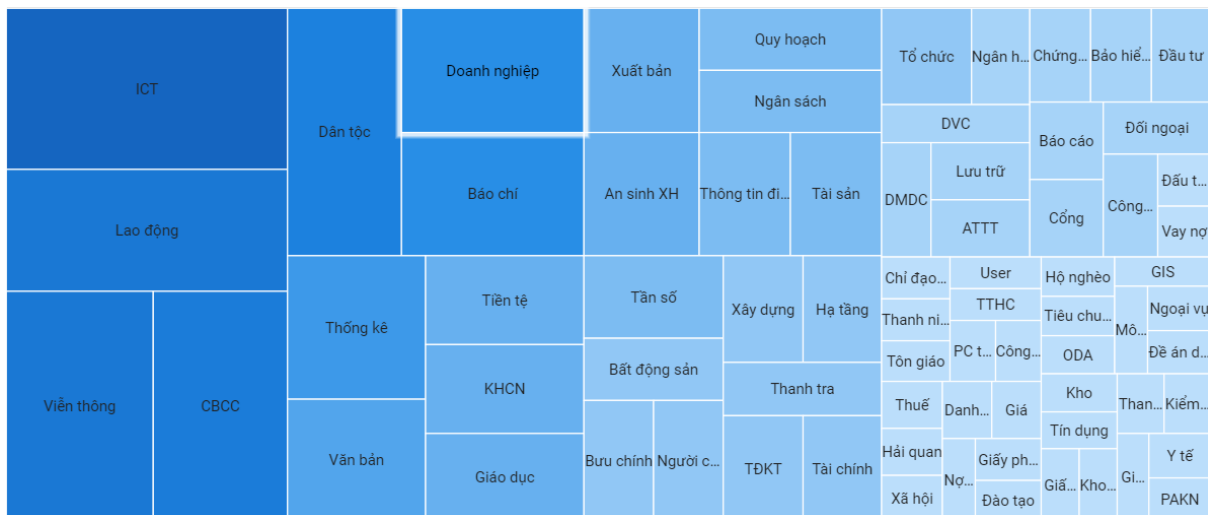 ICT
Lao động
Viễn thông
CBCC
Dân tộc
Doanh nghiệp
Báo chí
Thống kê
Văn bản
Tiền tệ
KHCN
Giáo dục
Xuất bản
Quy hoạch
Ngân sách
An sinh XH
Thông tin đi...
Tài sản
Tần số
Bất động sản
Bưu chính
Người c...
Xây dựng
Hạ tầng
Thanh tra
TĐKT
Tài chính
Tổ chức
Ngân h...
Chứng...
Bảo hiể...
Đầu tư
DVC
DMDC
Lưu trữ
ATTT
Báo cáo
Cổng
Đối ngoại
Công...
Đấu t...
Vay nợ
Chỉ đạo...
Thanh ni...
Tôn giáo
User
TTHC
PC t...
Công...
Hộ nghèo
Tiêu chu...
ODA
GIS
Mô...
Ngoại vụ
Đề án d...
Thuế
Hải quan
Xã hội
Danh...
Giá
Nợ...
Giấy ph...
Đào tạo
Kho
Tín dụng
Giấ...
Kho...
Than...
Kiểm...
Gi...
Y tế
PAKN